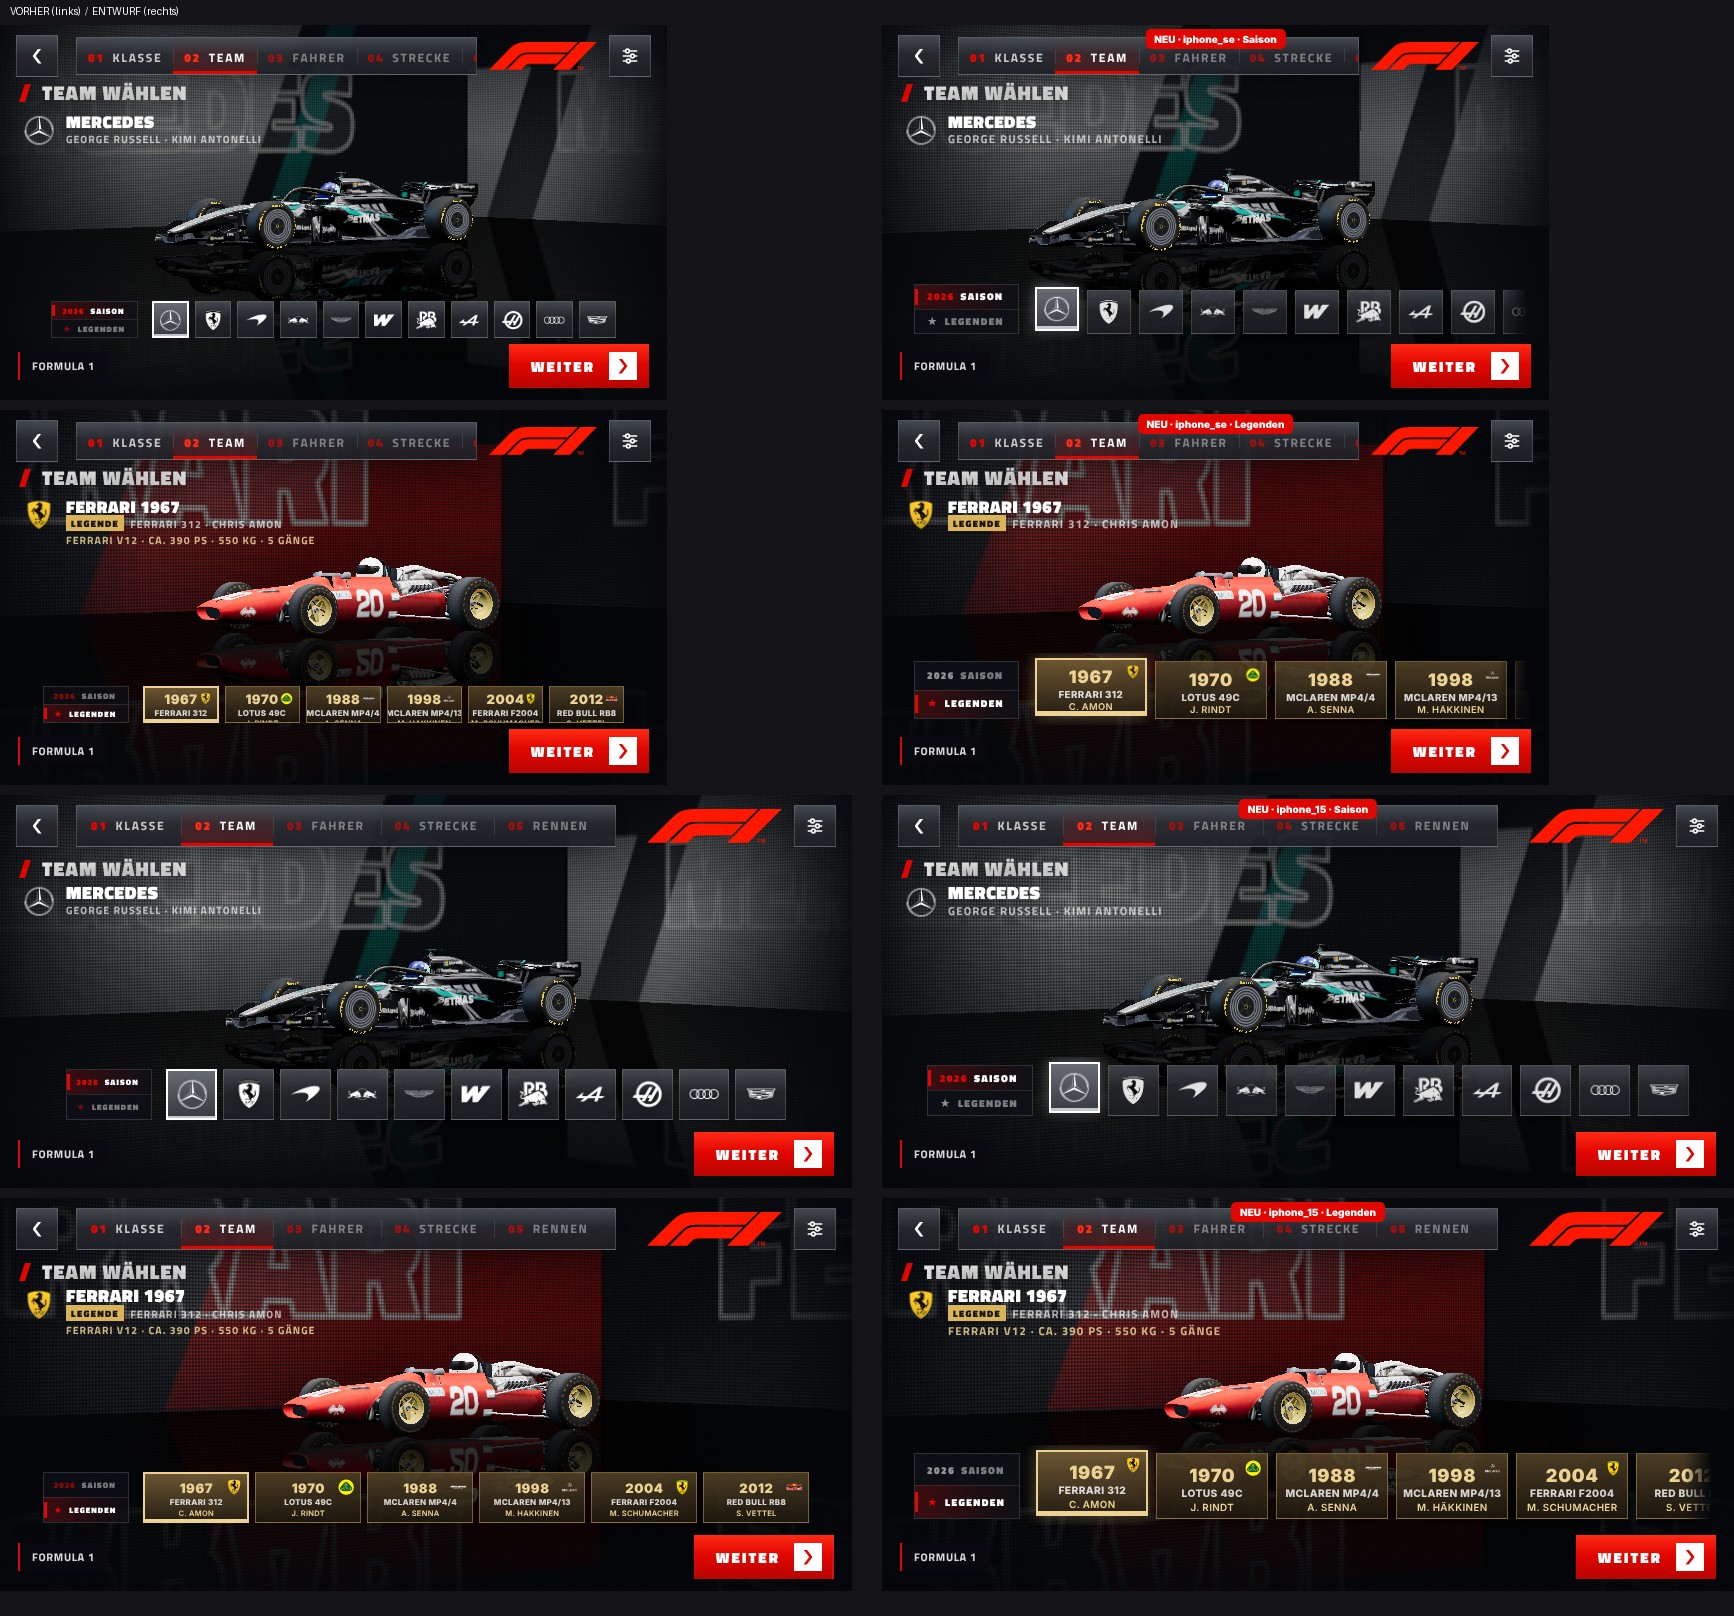 VORHER (links) / ENTWURF (rechts)
01 KLASSE 02 TEAM 03 FAHRER 04 STRECKE
TEAM WÄHLEN
MERCEDES
GEORGE RUSSELL · KIMI ANTONELLI
2026 SAISON
★ LEGENDEN
FORMULA 1
WEITER
NEU · iphone_se · Saison
01 KLASSE 02 TEAM 03 FAHRER 04 STRECKE
TEAM WÄHLEN
MERCEDES
GEORGE RUSSELL · KIMI ANTONELLI
2026 SAISON
★ LEGENDEN
FORMULA 1
WEITER
01 KLASSE 02 TEAM 03 FAHRER 04 STRECKE
TEAM WÄHLEN
FERRARI 1967
LEGENDE FERRARI 312 · CHRIS AMON
FERRARI V12 · CA. 390 PS · 550 KG · 5 GÄNGE
20
2026 SAISON
★ LEGENDEN
1967 1970 1988 1998 2004 2012
FERRARI 312 LOTUS 49C MCLAREN MP4/4 MCLAREN MP4/13 FERRARI F2004 RED BULL RB8
FORMULA 1
WEITER
NEU · iphone_se · Legenden
01 KLASSE 02 TEAM 03 FAHRER 04 STRECKE
TEAM WÄHLEN
FERRARI 1967
LEGENDE FERRARI 312 · CHRIS AMON
20
2026 SAISON
★ LEGENDEN
1967 1970 1988 1998
FERRARI 312 LOTUS 49C MCLAREN MP4/4 MCLAREN MP4/13
C. AMON J. RINDT A. SENNA M. HÄKKINEN
FORMULA 1
WEITER
01 KLASSE 02 TEAM 03 FAHRER 04 STRECKE 05 RENNEN
TEAM WÄHLEN
MERCEDES
GEORGE RUSSELL · KIMI ANTONELLI
2026 SAISON
★ LEGENDEN
FORMULA 1
WEITER
NEU · iphone_15 · Saison
01 KLASSE 02 TEAM 03 FAHRER 04 STRECKE 05 RENNEN
TEAM WÄHLEN
MERCEDES
GEORGE RUSSELL · KIMI ANTONELLI
2026 SAISON
★ LEGENDEN
FORMULA 1
WEITER
01 KLASSE 02 TEAM 03 FAHRER 04 STRECKE 05 RENNEN
TEAM WÄHLEN
FERRARI 1967
LEGENDE FERRARI 312 · CHRIS AMON
FERRARI V12 · CA. 390 PS · 550 KG · 5 GÄNGE
20
2026 SAISON
★ LEGENDEN
1967 1970 1988 1998 2004 2012
FERRARI 312 LOTUS 49C MCLAREN MP4/4 MCLAREN MP4/13 FERRARI F2004 RED BULL RB8
C. AMON J. RINDT A. SENNA M. HÄKKINEN M. SCHUMACHER S. VETTEL
FORMULA 1
WEITER
NEU · iphone_15 · Legenden
01 KLASSE 02 TEAM 03 FAHRER 04 STRECKE 05 RENNEN
TEAM WÄHLEN
FERRARI 1967
LEGENDE FERRARI 312 · CHRIS AMON
FERRARI V12 · CA. 390 PS · 550 KG · 5 GÄNGE
20
2026 SAISON
★ LEGENDEN
1967 1970 1988 1998 2004 2012
FERRARI 312 LOTUS 49C MCLAREN MP4/4 MCLAREN MP4/13 FERRARI F2004 RED BULL
C. AMON J. RINDT A. SENNA M. HÄKKINEN M. SCHUMACHER S. VETTE
FORMULA 1
WEITER